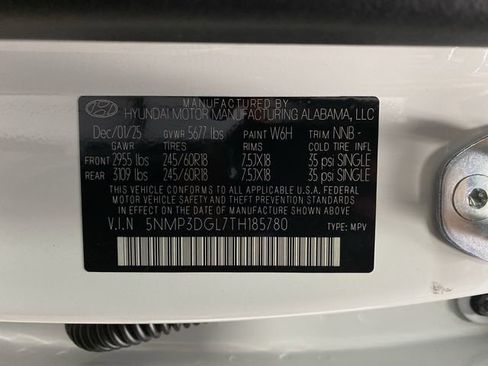 MANUFACTURED BY
HYUNDAI MOTOR MANUFACTURING ALABAMA, LLC
Dec/01/25 GVWR 5677 lbs PAINT W6H TRIM NNB -
GAWR TIRES RIMS COLD TIRE INFL
FRONT 2955 lbs 245/60R18 7.5JX18 35 psi SINGLE
REAR 3109 lbs 245/60R18 7.5JX18 35 psi SINGLE
THIS VEHICLE CONFORMS TO ALL APPLICABLE U.S.A. FEDERAL
MOTOR VEHICLE SAFETY AND THEFT PREVENTION STANDARDS
IN EFFECT ON THE DATE OF MANUFACTURE SHOWN ABOVE.
V.I.N 5NMP3DGL7TH185780 TYPE: MPV